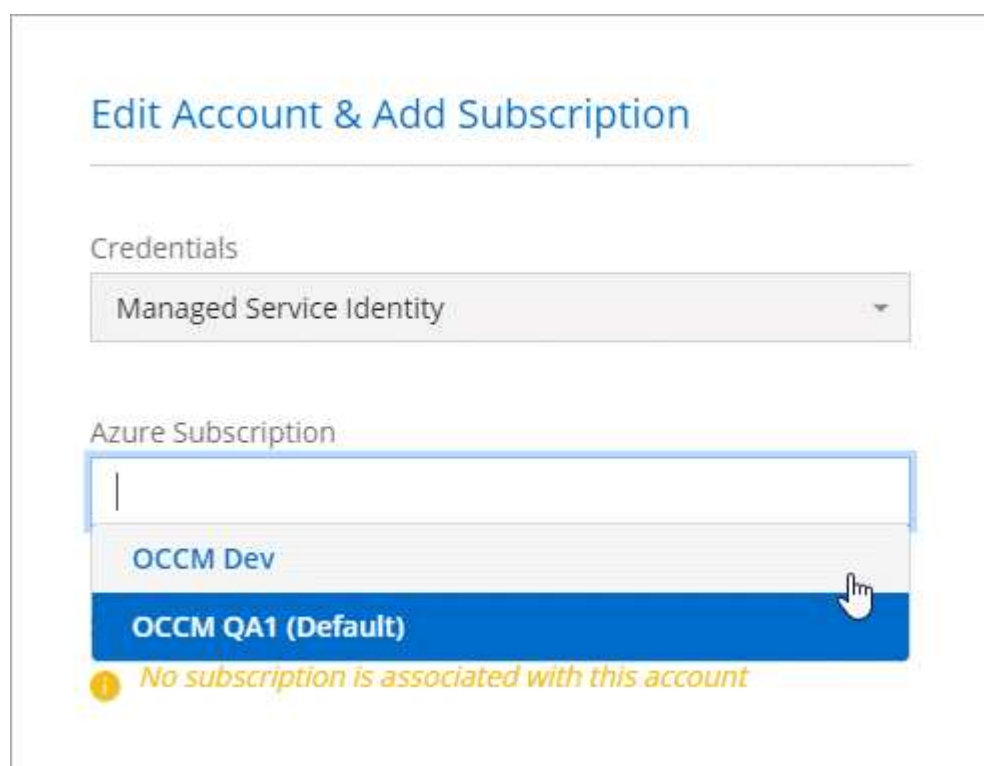 Edit Account & Add Subscription
Credentials
Managed Service Identity
Azure Subscription
OCCM Dev
OCCM QA1 (Default)
No subscription is associated with this account